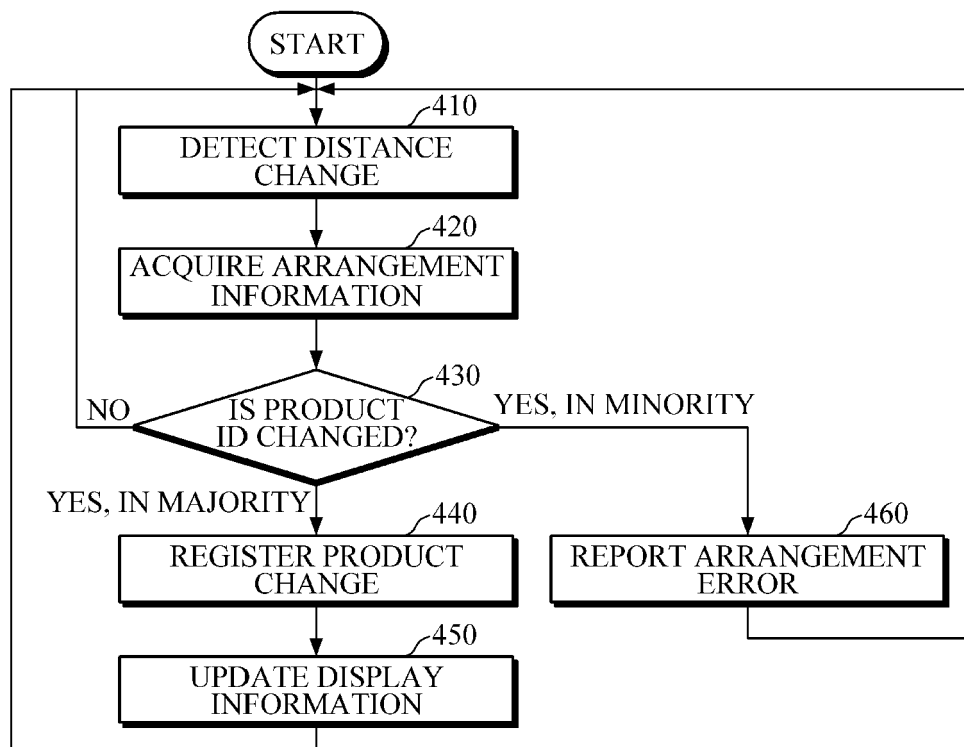 START
410
DETECT DISTANCE
CHANGE
420
ACQUIRE ARRANGEMENT
INFORMATION
430
IS PRODUCT
ID CHANGED?
NO
YES, IN MINORITY
YES, IN MAJORITY
440
REGISTER PRODUCT
CHANGE
460
REPORT ARRANGEMENT
ERROR
450
UPDATE DISPLAY
INFORMATION